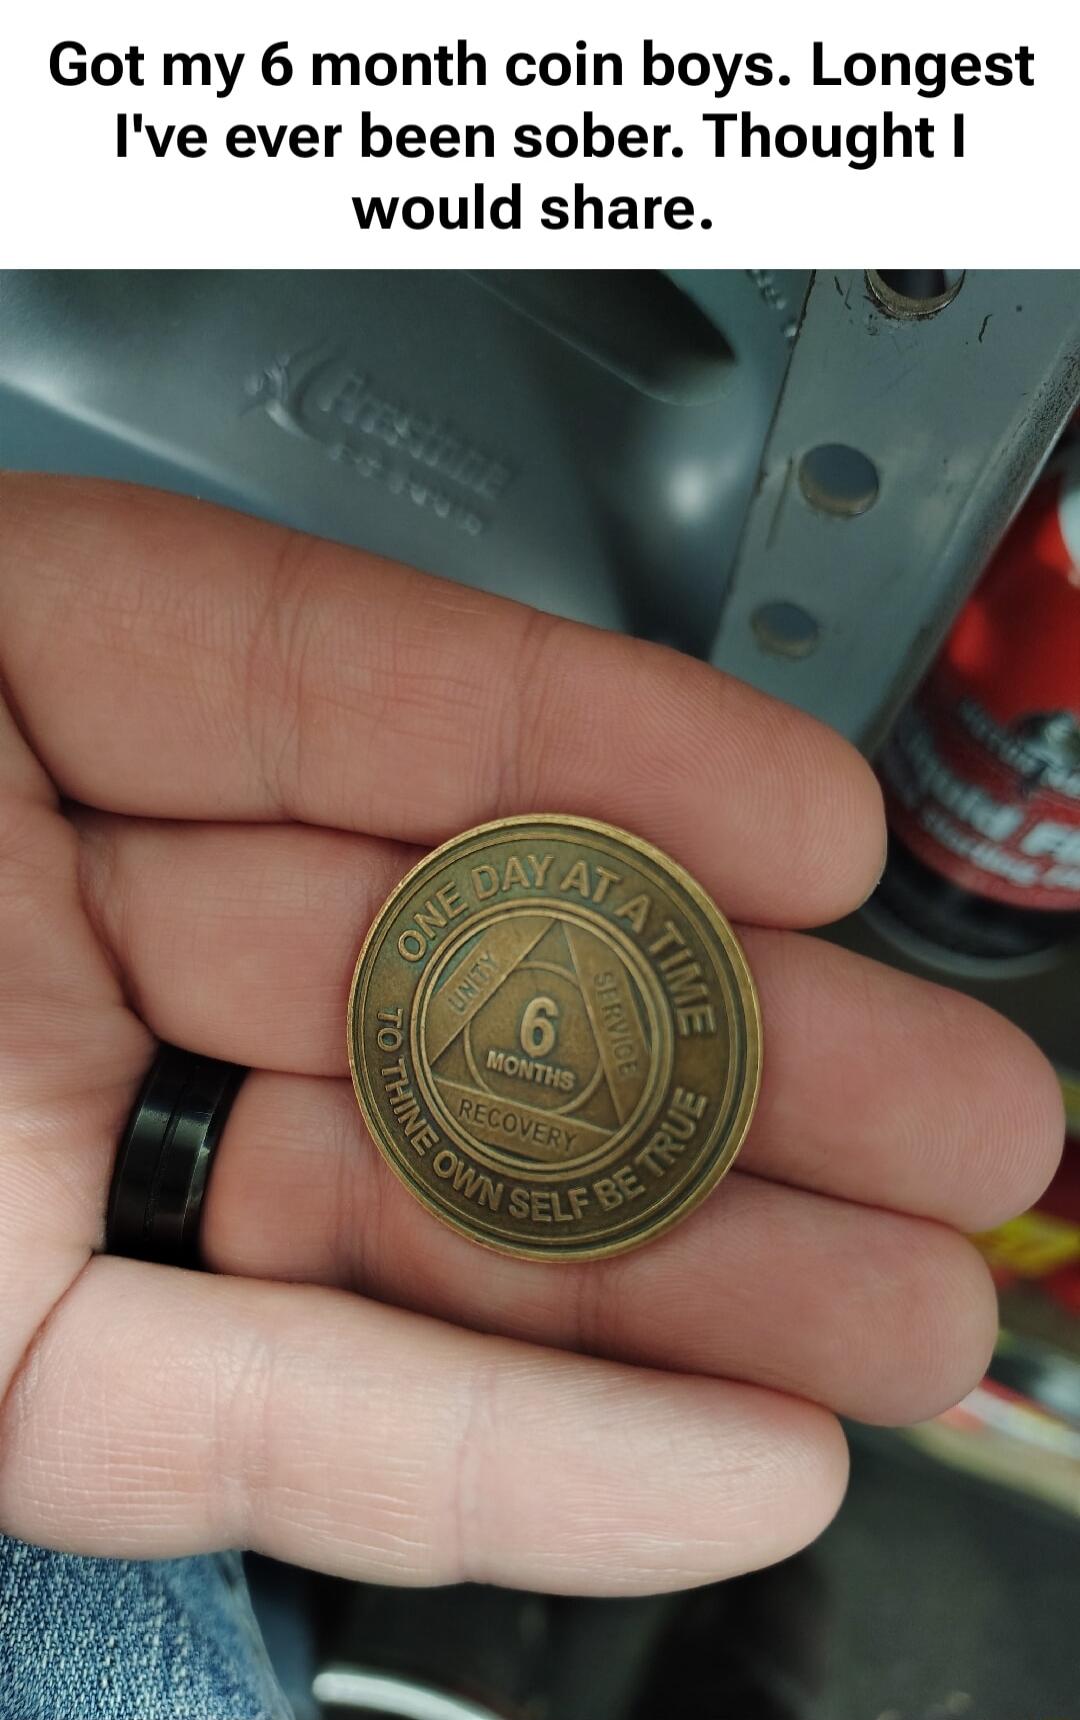 Got my 6 month coin boys. Longest
I've ever been sober. Thought I
would share.
ONE DAY AT A TIME
UNITY
SERVICE
6
MONTHS
RECOVERY
TO THINE OWN SELF BE TRUE